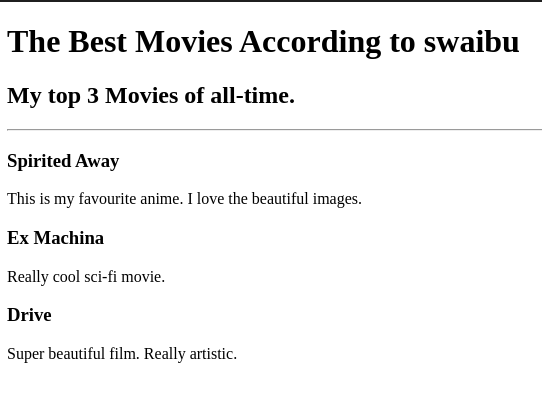 The Best Movies According to swaibu
My top 3 Movies of all-time.
Spirited Away
This is my favourite anime. I love the beautiful images.
Ex Machina
Really cool sci-fi movie.
Drive
Super beautiful film. Really artistic.